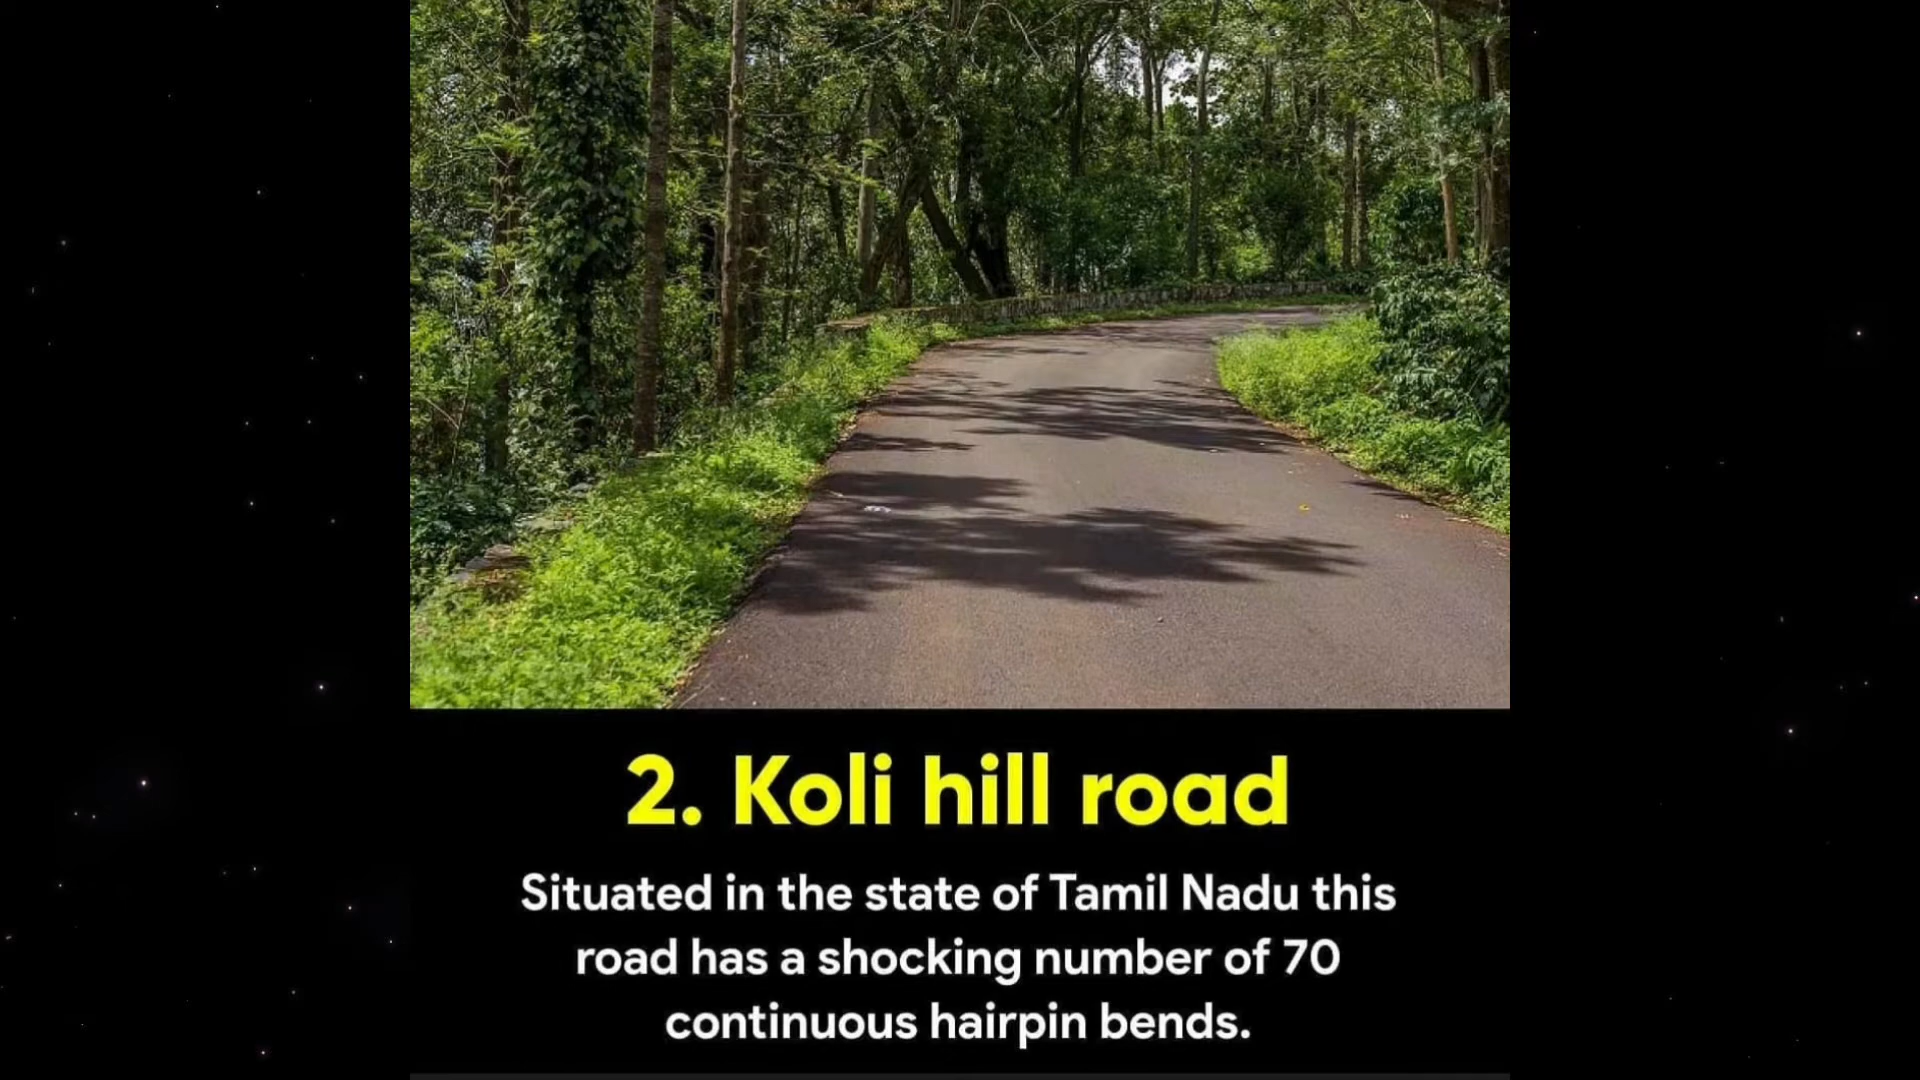 2. Koli hill road
Situated in the state of Tamil Nadu this
road has a shocking number of 70
continuous hairpin bends.